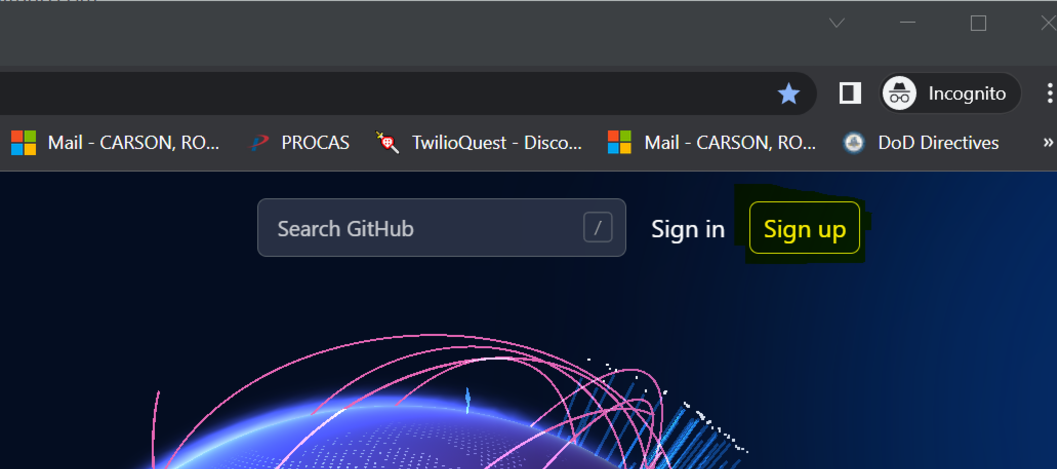 Incognito
Mail - CARSON, RO... PROCAS TwilioQuest - Disco... Mail - CARSON, RO... DoD Directives »
Search GitHub / Sign in Sign up